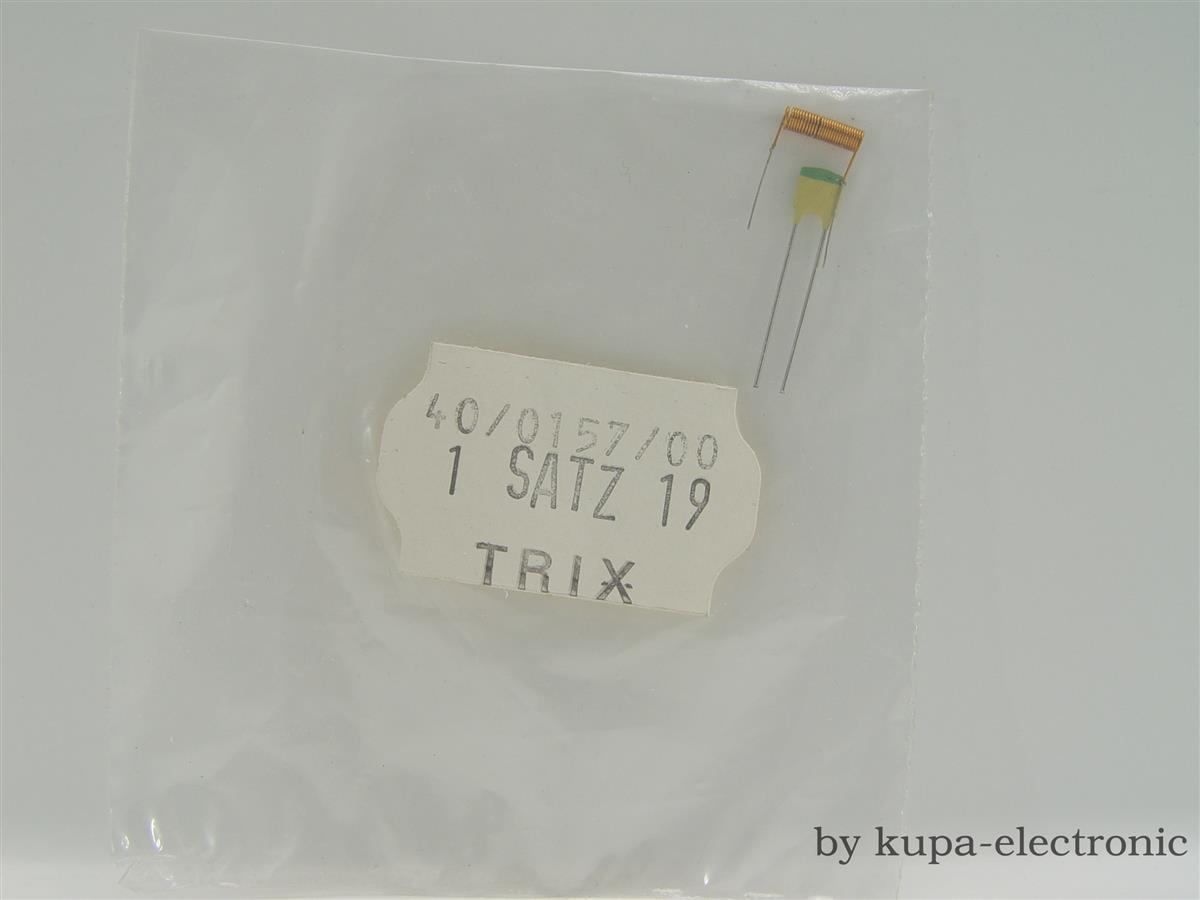 40/0157/00
1 SATZ 19
TRIX
by kupa-electronic